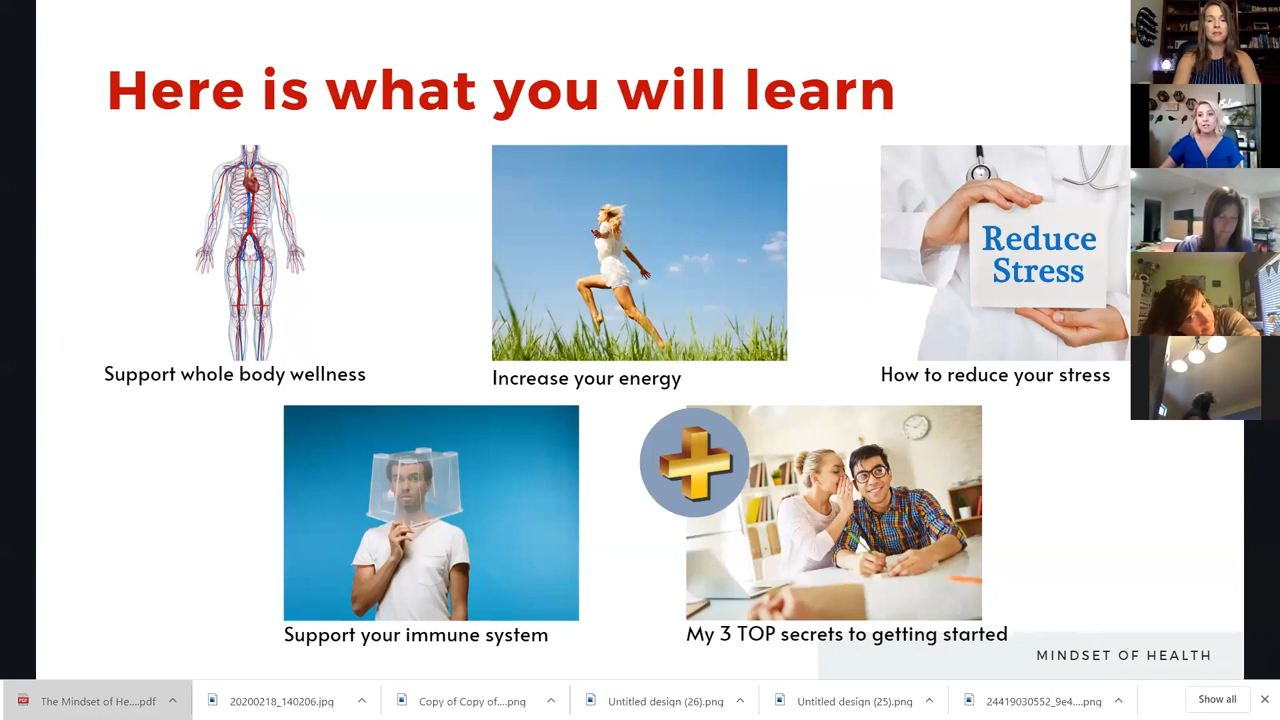 Here is what you will learn
Reduce
Stress
Support whole body wellness
Increase your energy
How to reduce your stress
Support your immune system
My 3 TOP secrets to getting started
MINDSET OF HEALTH
The Mindset of He....pdf
20200218_140206.jpg
Copy of Copy of....png
Untitled design (26).png
Untitled design (25).png
24419030552_9e4....png
Show all